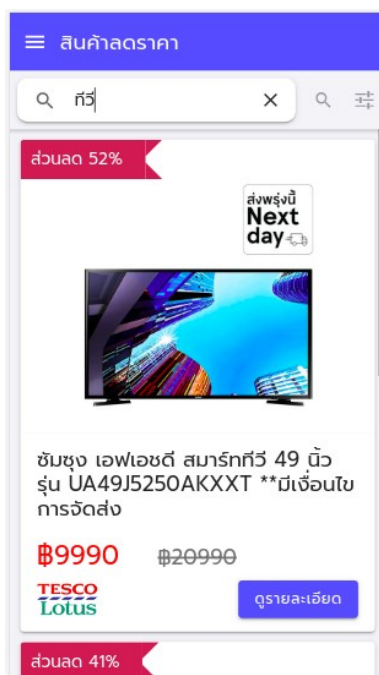 สินค้าลดราคา
ทีวี
ส่วนลด 52%
ส่งพรุ่งนี้
Next
day
ซัมซุง เอฟเอชดี สมาร์ททีวี 49 นิ้ว
รุ่น UA49J5250AKXXT **มีเงื่อนไข
การจัดส่ง
฿9990 ฿20990
TESCO
Lotus
ดูรายละเอียด
ส่วนลด 41%